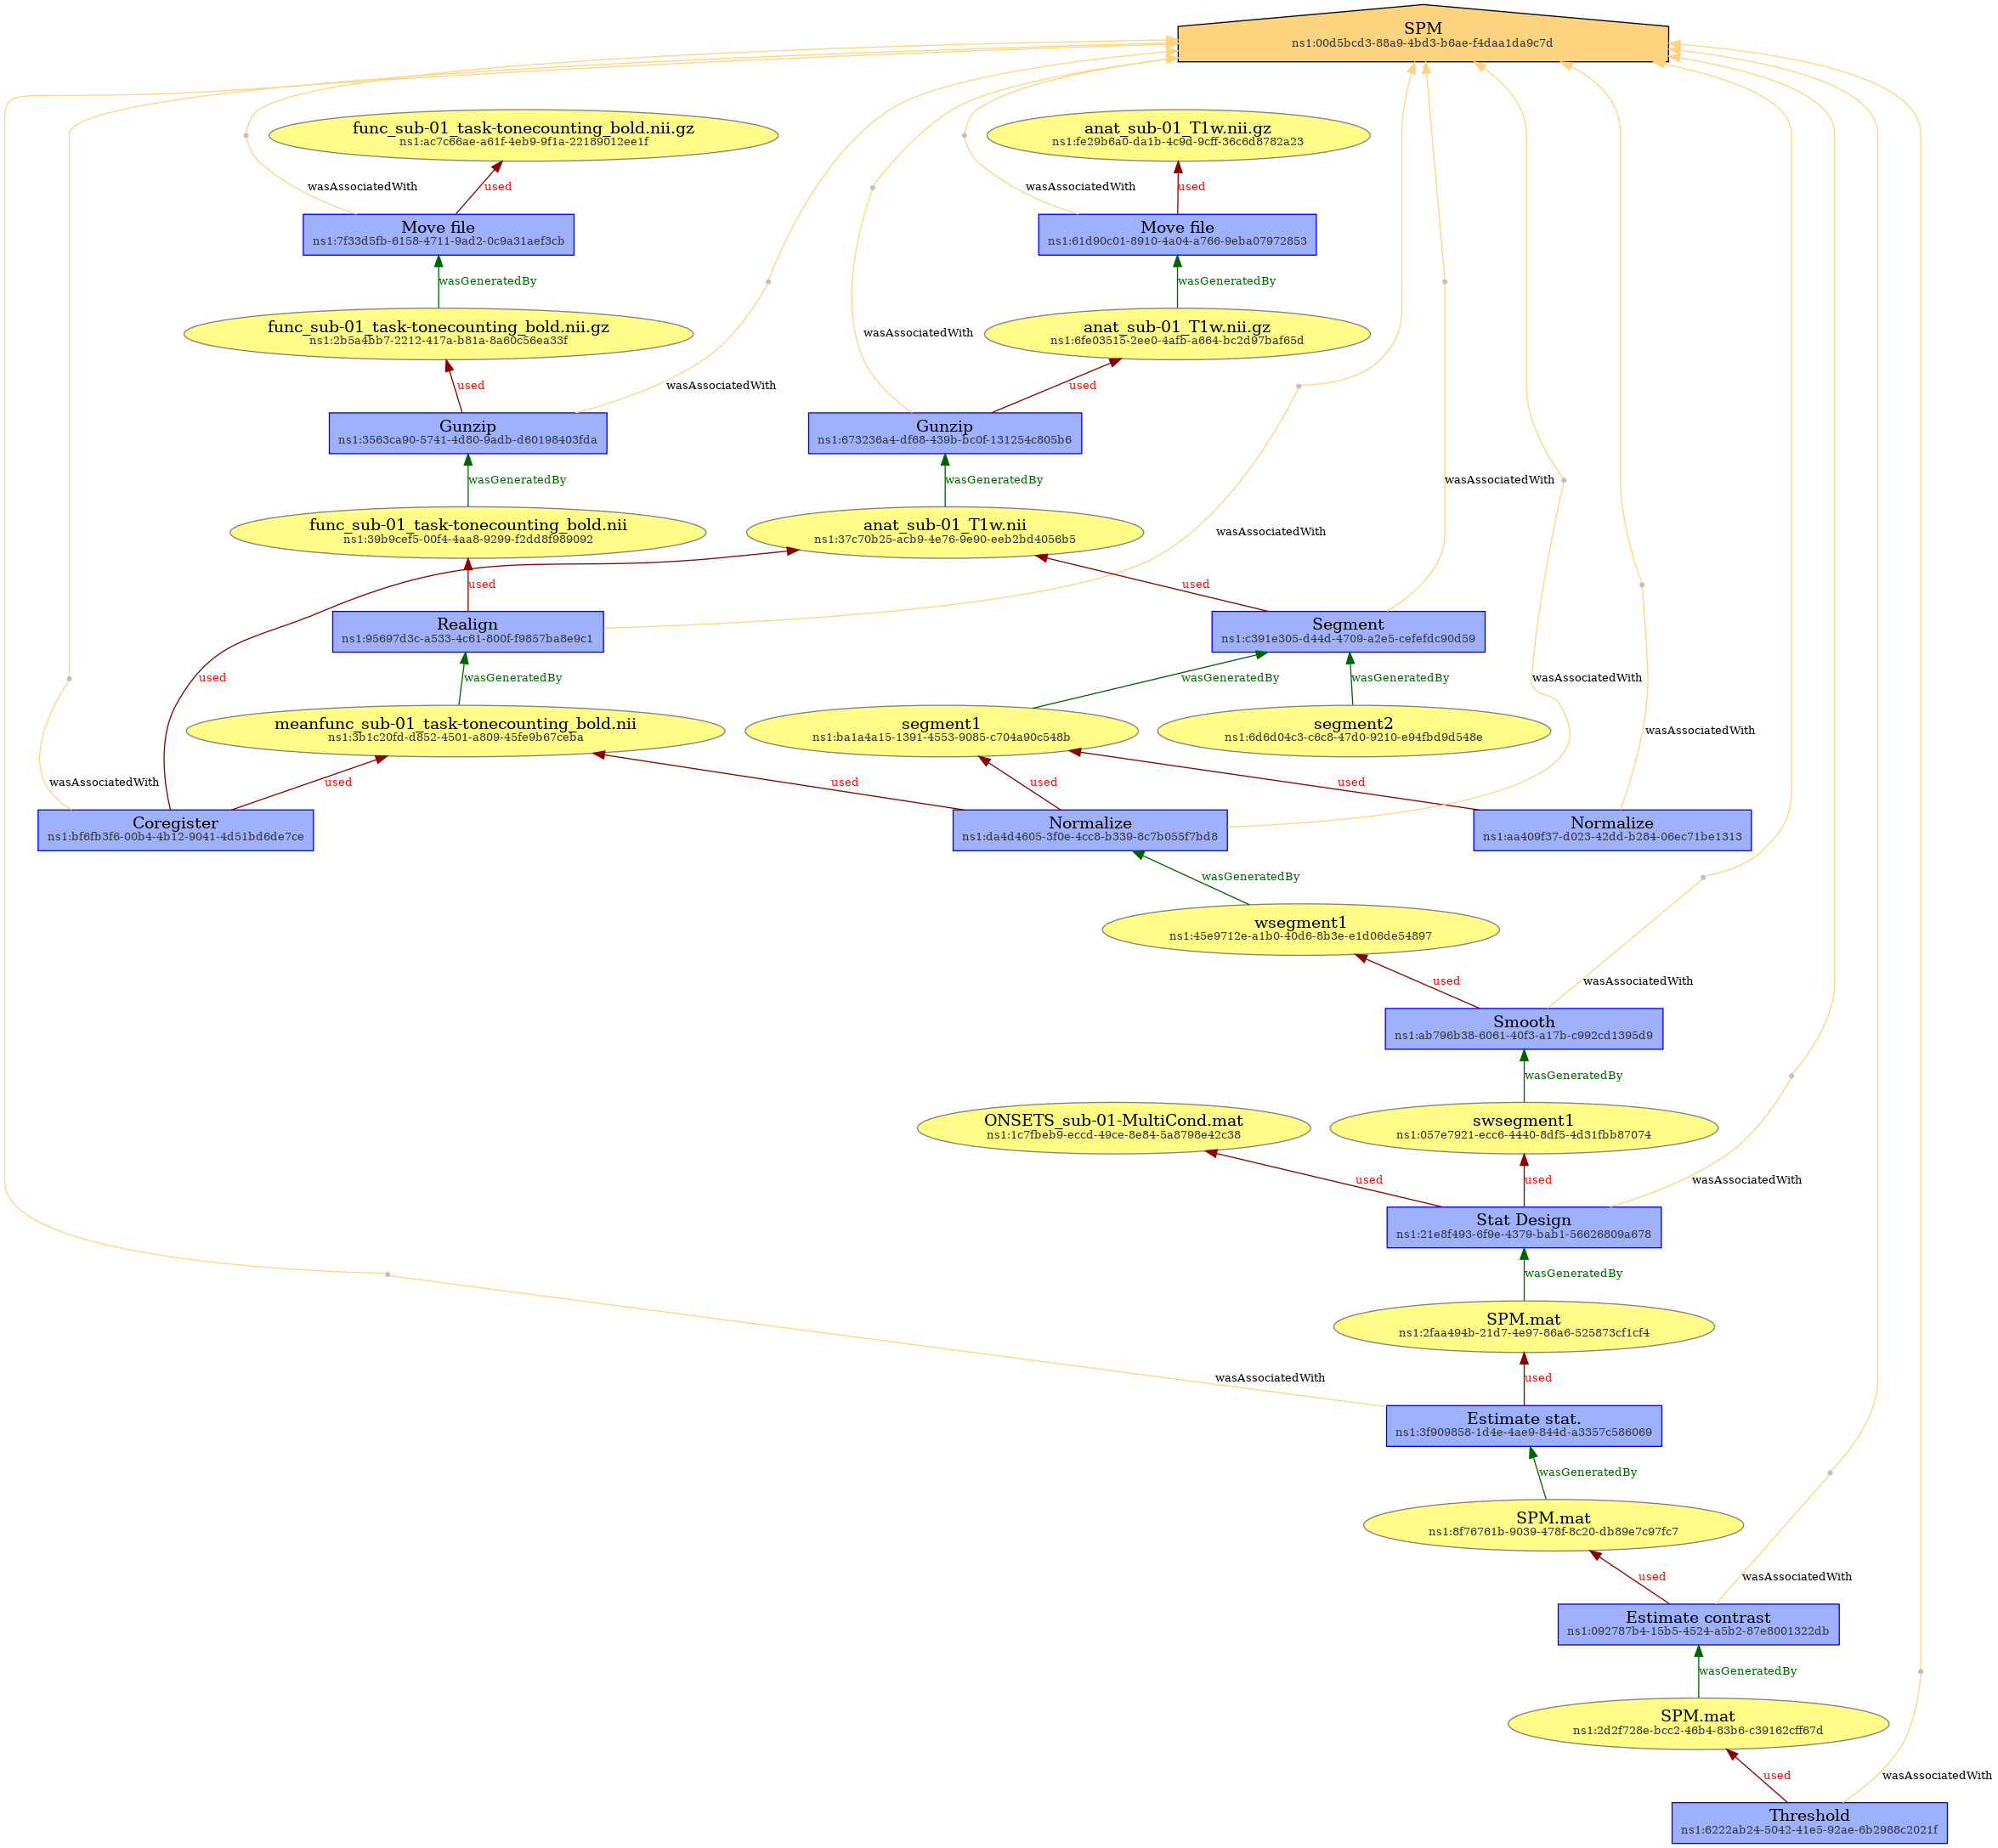 SPM
ns1:00d5bcd3-88a9-4bd3-b6ae-f4daa1da9c7d
func_sub-01_task-tonecounting_bold.nii.gz
ns1:ac7c66ae-a61f-4eb9-9f1a-22189012ee1f
anat_sub-01_T1w.nii.gz
ns1:fe29b6a0-da1b-4c9d-9cff-36c6d8782a23
wasAssociatedWith
used
wasAssociatedWith
used
Move file
ns1:7f33d5fb-6158-4711-9ad2-0c9a31aef3cb
Move file
ns1:61d90c01-8910-4a04-a766-9eba07972853
wasGeneratedBy
wasGeneratedBy
func_sub-01_task-tonecounting_bold.nii.gz
ns1:2b5a4bb7-2212-417a-b81a-8a60c56ea33f
wasAssociatedWith
anat_sub-01_T1w.nii.gz
ns1:6fe03515-2ee0-4afb-a664-bc2d97baf65d
used
wasAssociatedWith
used
Gunzip
ns1:3563ca90-5741-4d80-9adb-d60198403fda
Gunzip
ns1:673236a4-df68-439b-bc0f-131254c805b6
wasGeneratedBy
wasGeneratedBy
wasAssociatedWith
func_sub-01_task-tonecounting_bold.nii
ns1:39b9cef5-00f4-4aa8-9299-f2dd8f989092
anat_sub-01_T1w.nii
ns1:37c70b25-acb9-4e76-9e90-eeb2bd4056b5
wasAssociatedWith
used
used
Realign
ns1:95697d3c-a533-4c61-800f-f9857ba8e9c1
Segment
ns1:c391e305-d44d-4709-a2e5-cefefdc90d59
used
wasGeneratedBy
wasGeneratedBy
wasGeneratedBy
wasAssociatedWith
meanfunc_sub-01_task-tonecounting_bold.nii
ns1:3b1c20fd-d852-4501-a809-45fe9b67ceba
segment1
ns1:ba1a4a15-1391-4553-9085-c704a90c548b
segment2
ns1:6d6d04c3-c6c8-47d0-9210-e94fbd9d548e
wasAssociatedWith
wasAssociatedWith
used
used
used
used
Coregister
ns1:bf6fb3f6-00b4-4b12-9041-4d51bd6de7ce
Normalize
ns1:da4d4605-3f0e-4cc8-b339-8c7b055f7bd8
Normalize
ns1:aa409f37-d023-42dd-b284-06ec71be1313
wasGeneratedBy
wsegment1
ns1:45e9712e-a1b0-40d6-8b3e-e1d06de54897
used
wasAssociatedWith
Smooth
ns1:ab796b38-6061-40f3-a17b-c992cd1395d9
wasGeneratedBy
ONSETS_sub-01-MultiCond.mat
ns1:1c7fbeb9-eccd-49ce-8e84-5a8798e42c38
swsegment1
ns1:057e7921-ecc6-4440-8df5-4d31fbb87074
used
used
wasAssociatedWith
Stat Design
ns1:21e8f493-6f9e-4379-bab1-56626809a678
wasGeneratedBy
SPM.mat
ns1:2faa494b-21d7-4e97-86a6-525873cf1cf4
wasAssociatedWith
used
Estimate stat.
ns1:3f909858-1d4e-4ae9-844d-a3357c586069
wasGeneratedBy
SPM.mat
ns1:8f76761b-9039-478f-8c20-db89e7c97fc7
used
wasAssociatedWith
Estimate contrast
ns1:092787b4-15b5-4524-a5b2-87e8001322db
wasGeneratedBy
SPM.mat
ns1:2d2f728e-bcc2-46b4-83b6-c39162cff67d
used
wasAssociatedWith
Threshold
ns1:6222ab24-5042-41e5-92ae-6b2988c2021f